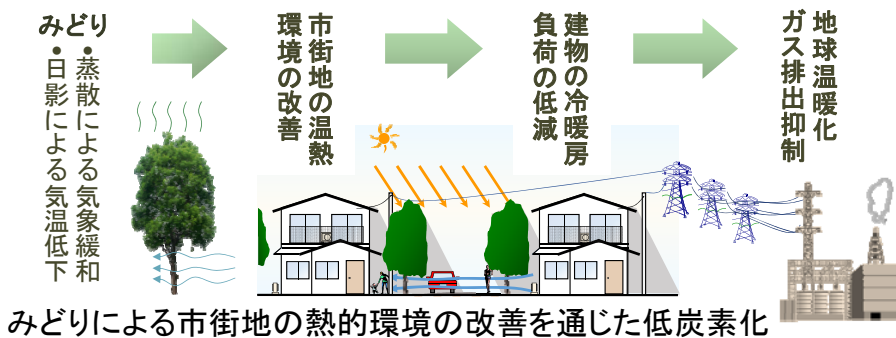 みどり
・蒸散による気象緩和
・日影による気温低下
市街地の温熱
環境の改善
建物の冷暖房
負荷の低減
地球温暖化
ガス排出抑制
みどりによる市街地の熱的環境の改善を通じた低炭素化